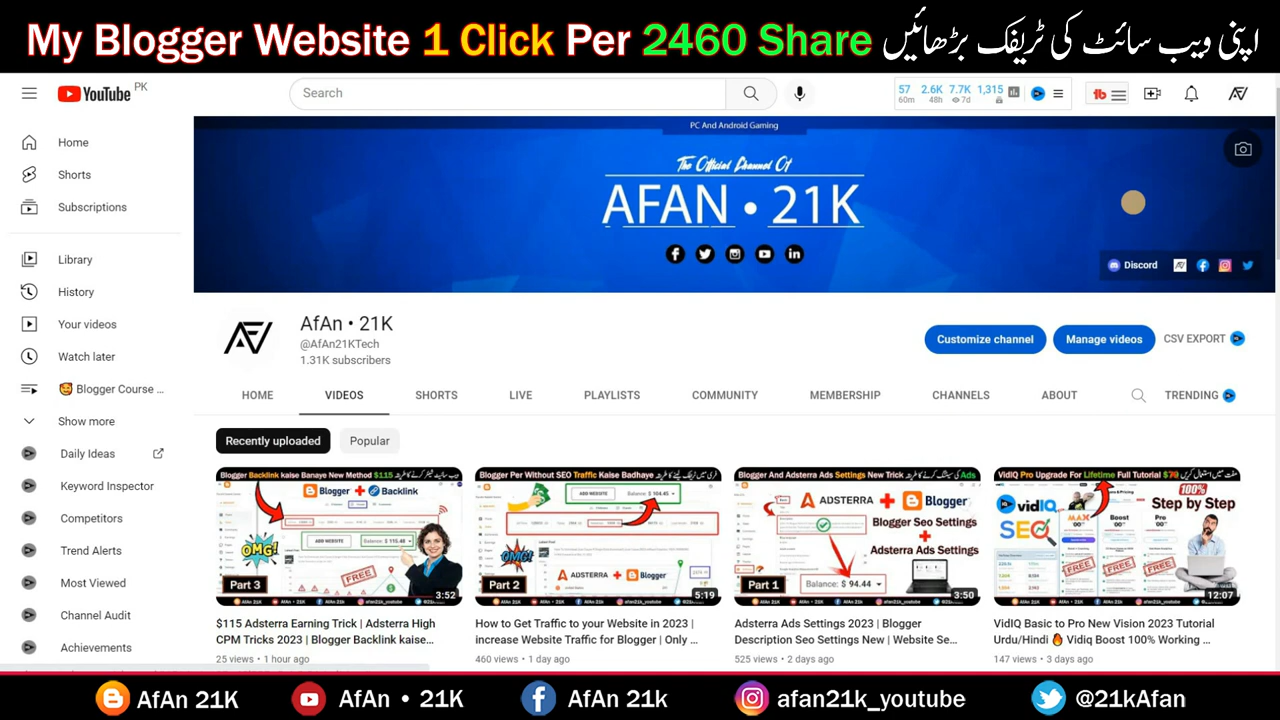 My Blogger Website 1 Click Per 2460 Share اپنی ویب سائٹ کی ٹریفک بڑھائیں
YouTube PK
Search
57 2.6K 7.7K 1,315
60m 48h 7d
PC And Android Gaming
The Official Channel Of
AFAN • 21K
Discord
Home
Shorts
Subscriptions
Library
History
Your videos
Watch later
Blogger Course ...
Show more
Daily Ideas
Keyword Inspector
Competitors
Trend Alerts
Most Viewed
Channel Audit
Achievements
AfAn • 21K
@AfAn21KTech
1.31K subscribers
Customize channel
Manage videos
CSV EXPORT
HOME VIDEOS SHORTS LIVE PLAYLISTS COMMUNITY MEMBERSHIP CHANNELS ABOUT TRENDING
Recently uploaded Popular
Blogger Backlink kaise Banaye New Method $115
Blogger + Backlink
ADD WEBSITE Balance: $ 115.48
OMG!
FREE
Part 3
3:52
$115 Adsterra Earning Trick | Adsterra High
CPM Tricks 2023 | Blogger Backlink kaise...
25 views • 1 hour ago
Blogger Per Without SEO Traffic Kaise Badhaye
ADD WEBSITE Balance: $ 104.45
OMG!
ADSTERRA + Blogger
FREE
Part 2
5:19
How to Get Traffic to your Website in 2023 |
increase Website Traffic for Blogger | Only ...
460 views • 1 day ago
Blogger And Adsterra Ads Settings New Trick
ADSTERRA + Blogger
Blogger Seo Settings
+
Adsterra Ads Settings
FREE
Part 1
Balance: $ 94.44
3:50
Adsterra Ads Settings 2023 | Blogger
Description Seo Settings New | Website Se...
525 views • 2 days ago
VidIQ Pro Upgrade For Lifetime Full Tutorial $79
vidIQ
SEO
MAX Boost Pro
100%
Step by Step
FREE
12:07
VidIQ Basic to Pro New Vision 2023 Tutorial
Urdu/Hindi 🔥 Vidiq Boost 100% Working ...
147 views • 3 days ago
AfAn 21K AfAn • 21K AfAn 21k afan21k_youtube @21kAfan